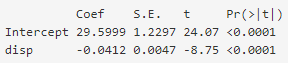 Coef S.E. t Pr(>|t|)
Intercept 29.5999 1.2297 24.07 <0.0001
disp -0.0412 0.0047 -8.75 <0.0001